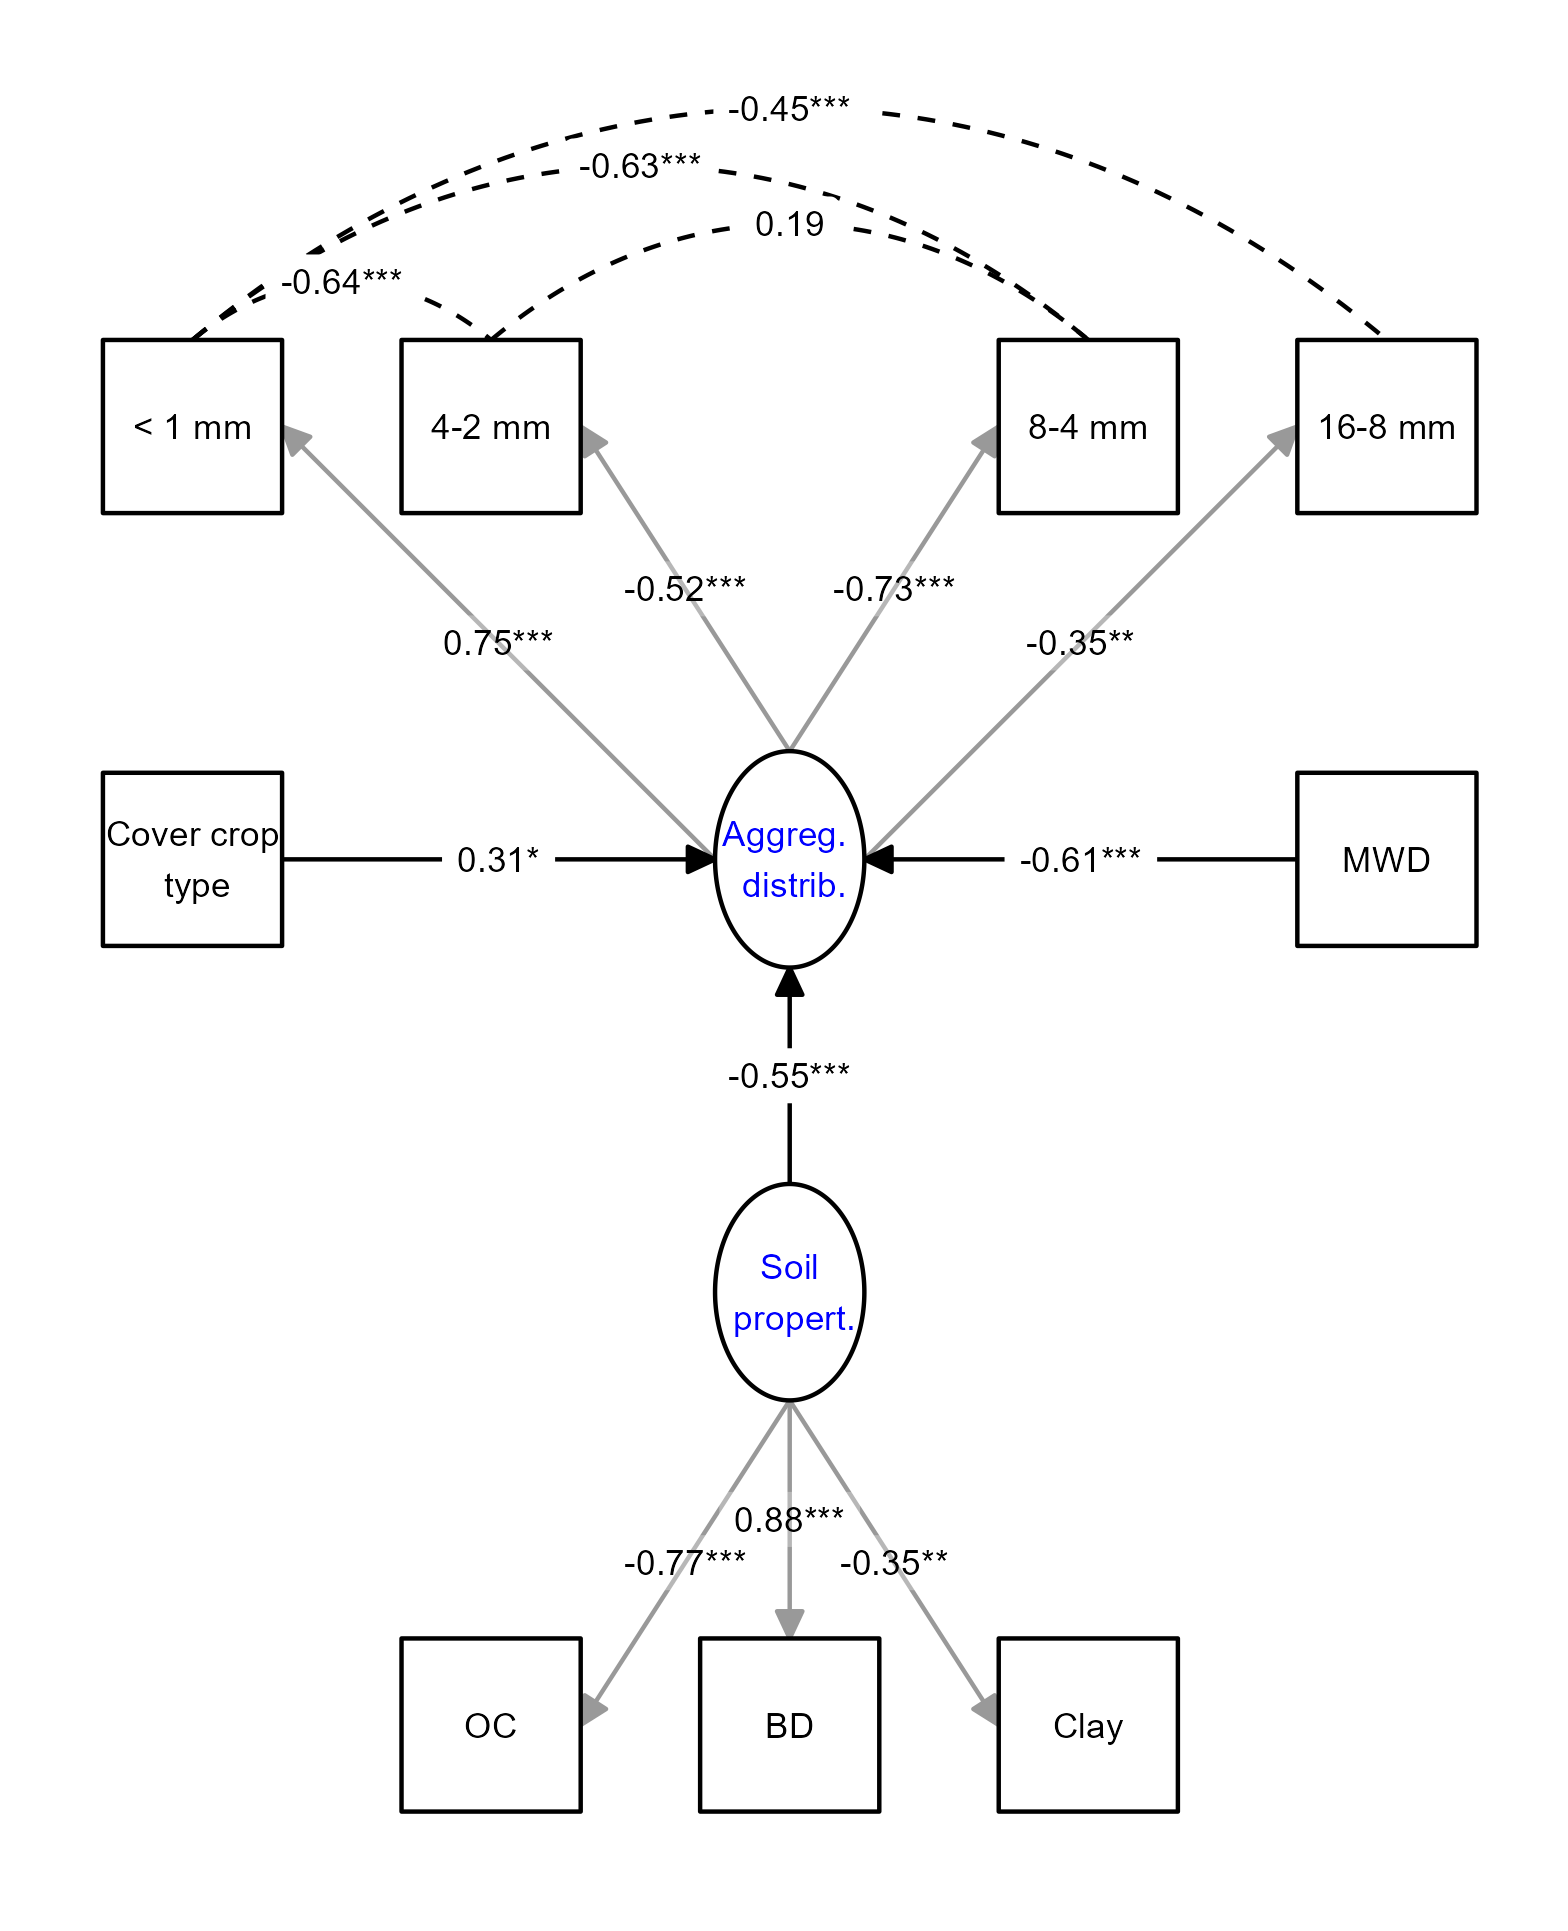 -0.45***
-0.63***
0.19
-0.64***
< 1 mm
4-2 mm
8-4 mm
16-8 mm
-0.52***
-0.73***
0.75***
-0.35**
Cover crop
type
0.31*
Aggreg.
distrib.
-0.61***
MWD
-0.55***
Soil
propert.
0.88***
-0.77***
-0.35**
OC
BD
Clay